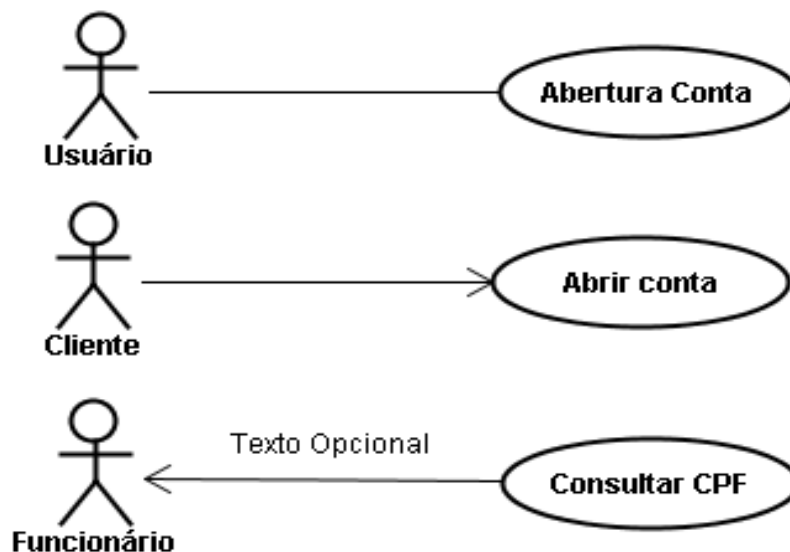 Abertura Conta
Usuário
Abrir conta
Cliente
Texto Opcional
Consultar CPF
Funcionário